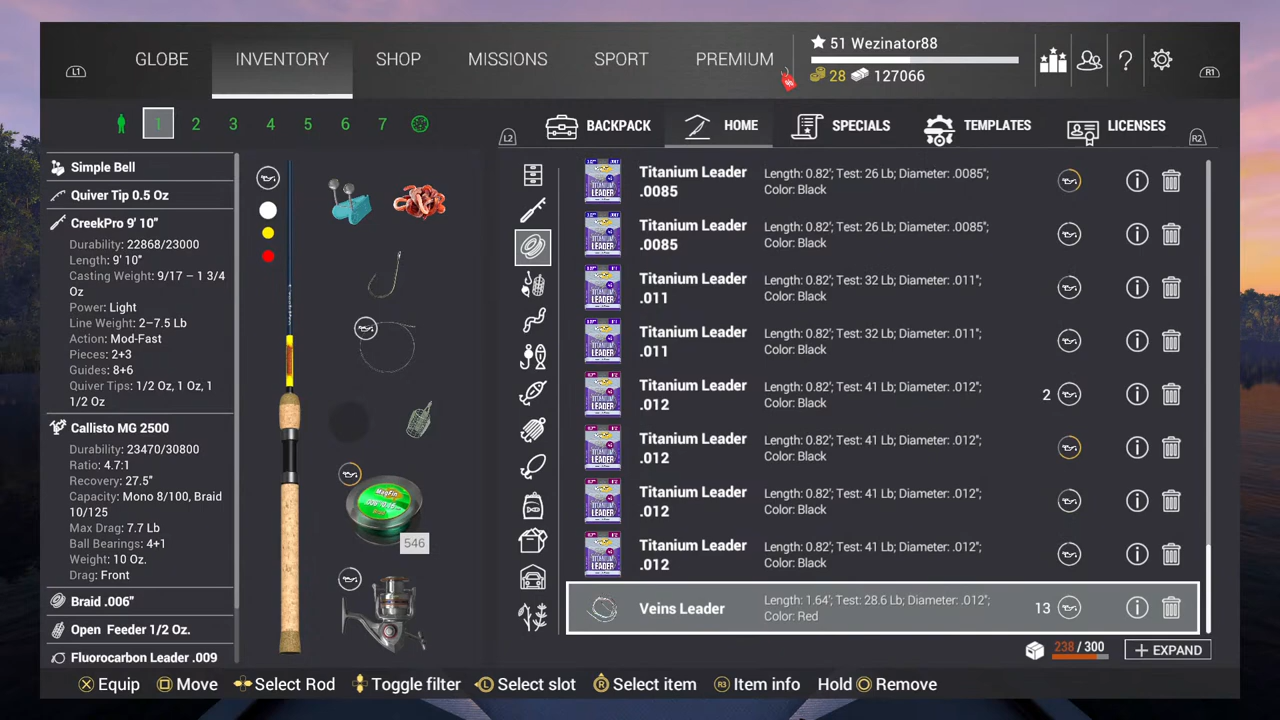 GLOBE
INVENTORY
SHOP
MISSIONS
SPORT
PREMIUM
51 Wezinator88
28 127066
L1
R1
1 2 3 4 5 6 7
L2
BACKPACK
HOME
SPECIALS
TEMPLATES
LICENSES
R2
Simple Bell
Quiver Tip 0.5 Oz
CreekPro 9' 10"
Durability: 22868/23000
Length: 9' 10"
Casting Weight: 9/17 – 1 3/4
Oz
Power: Light
Line Weight: 2–7.5 Lb
Action: Mod-Fast
Pieces: 2+3
Guides: 8+6
Quiver Tips: 1/2 Oz, 1 Oz, 1
1/2 Oz
Callisto MG 2500
Durability: 23470/30800
Ratio: 4.7:1
Recovery: 27.5"
Capacity: Mono 8/100, Braid
10/125
Max Drag: 7.7 Lb
Ball Bearings: 4+1
Weight: 10 Oz.
Drag: Front
Braid .006"
Open Feeder 1/2 Oz.
Fluorocarbon Leader .009
MagFin
546
Titanium Leader
.0085
Length: 0.82'; Test: 26 Lb; Diameter: .0085";
Color: Black
Titanium Leader
.0085
Length: 0.82'; Test: 26 Lb; Diameter: .0085";
Color: Black
Titanium Leader
.011
Length: 0.82'; Test: 32 Lb; Diameter: .011";
Color: Black
Titanium Leader
.011
Length: 0.82'; Test: 32 Lb; Diameter: .011";
Color: Black
Titanium Leader
.012
Length: 0.82'; Test: 41 Lb; Diameter: .012";
Color: Black
2
Titanium Leader
.012
Length: 0.82'; Test: 41 Lb; Diameter: .012";
Color: Black
Titanium Leader
.012
Length: 0.82'; Test: 41 Lb; Diameter: .012";
Color: Black
Titanium Leader
.012
Length: 0.82'; Test: 41 Lb; Diameter: .012";
Color: Black
Veins Leader
Length: 1.64'; Test: 28.6 Lb; Diameter: .012";
Color: Red
13
238 / 300
+ EXPAND
Equip
Move
Select Rod
Toggle filter
L Select slot
R Select item
R3 Item info
Hold
Remove